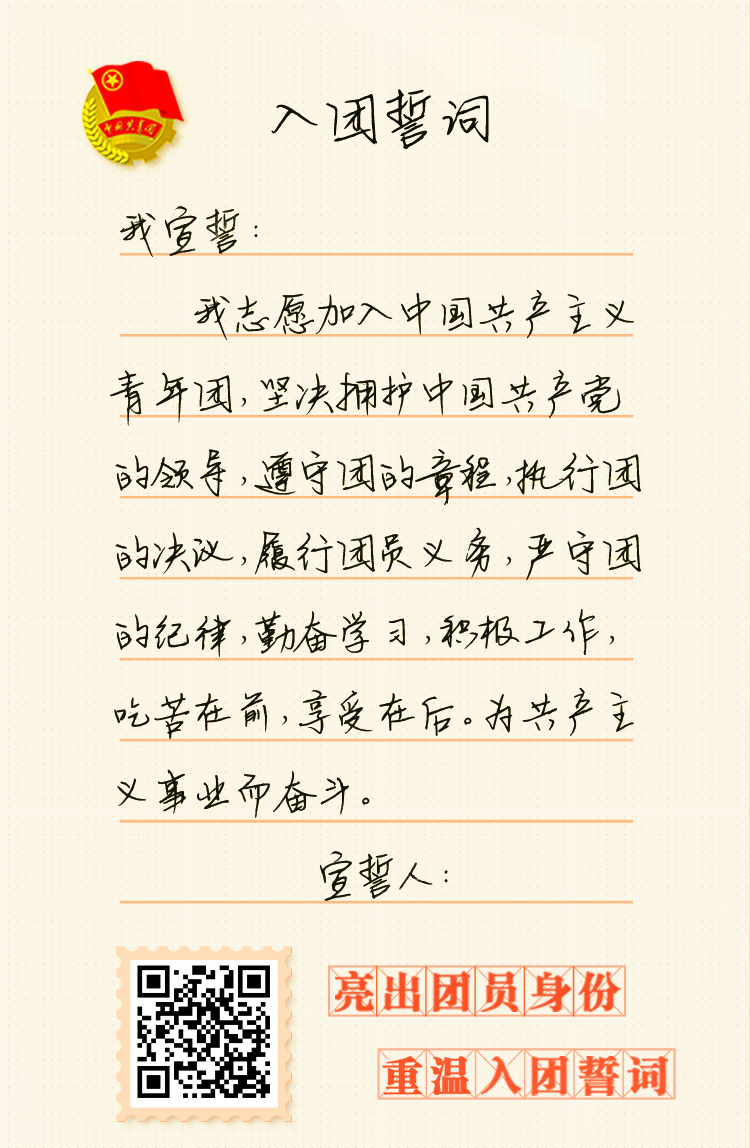 中国共青团
入团誓词
我宣誓：
我志愿加入中国共产主义
青年团，坚决拥护中国共产党
的领导，遵守团的章程，执行团
的决议，履行团员义务，严守团
的纪律，勤奋学习，积极工作，
吃苦在前，享受在后。为共产主
义事业而奋斗。
宣誓人：
亮出团员身份
重温入团誓词